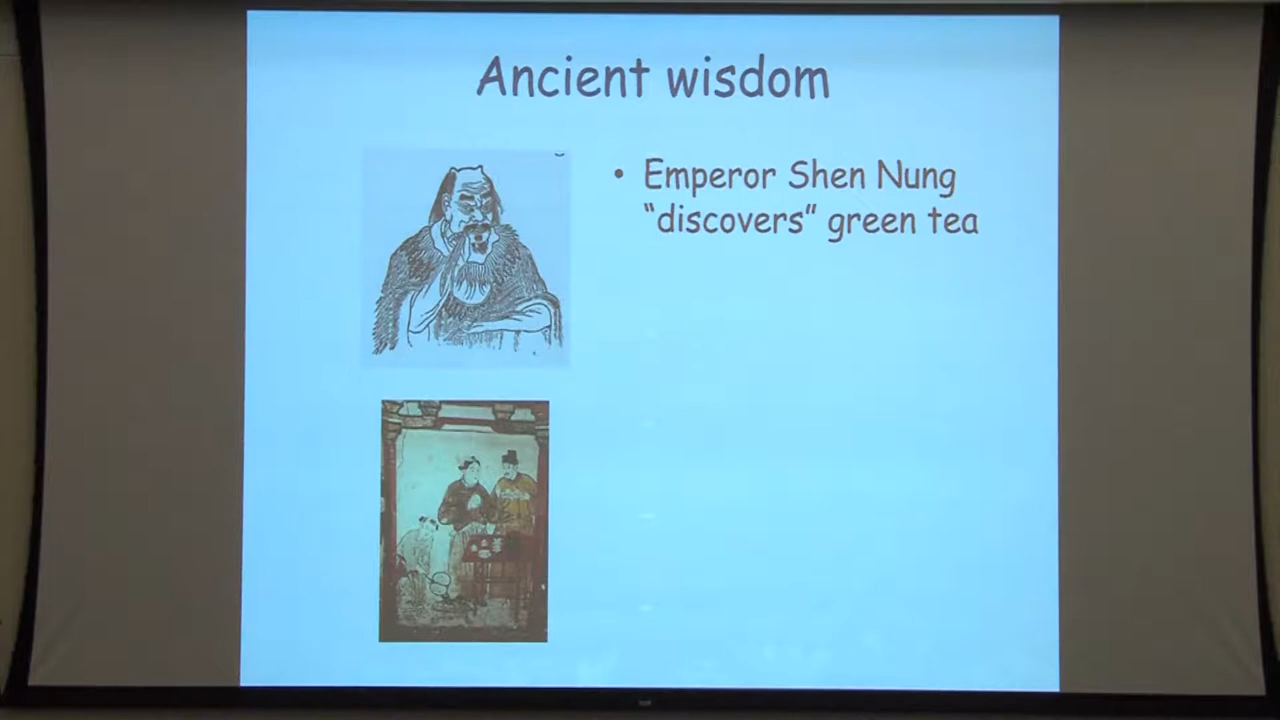 Ancient wisdom
• Emperor Shen Nung
“discovers” green tea